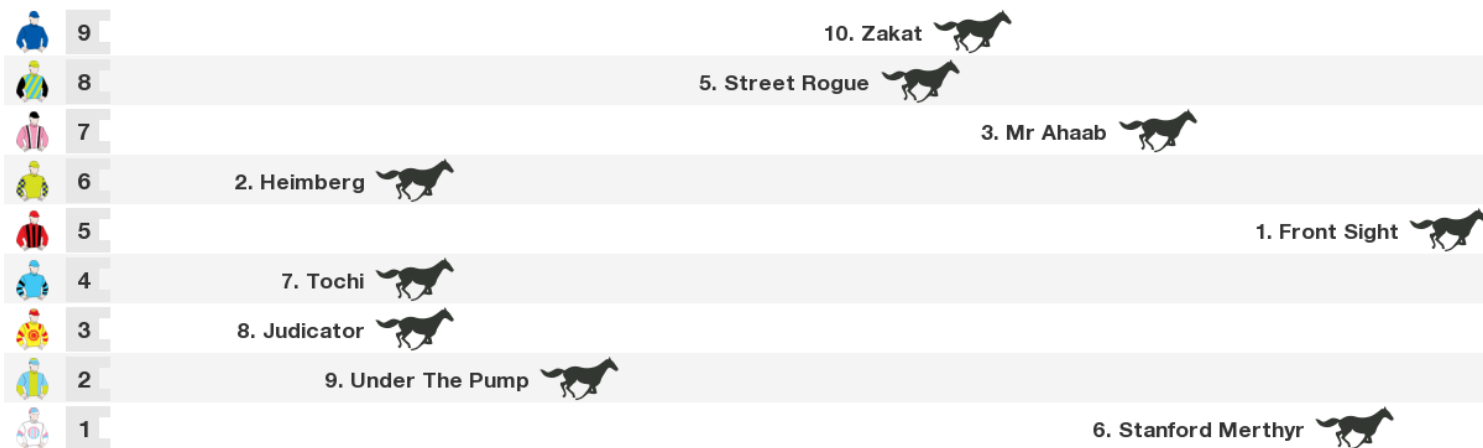 9 10. Zakat
8 5. Street Rogue
7 3. Mr Ahaab
6 2. Heimberg
5 1. Front Sight
4 7. Tochi
3 8. Judicator
2 9. Under The Pump
1 6. Stanford Merthyr